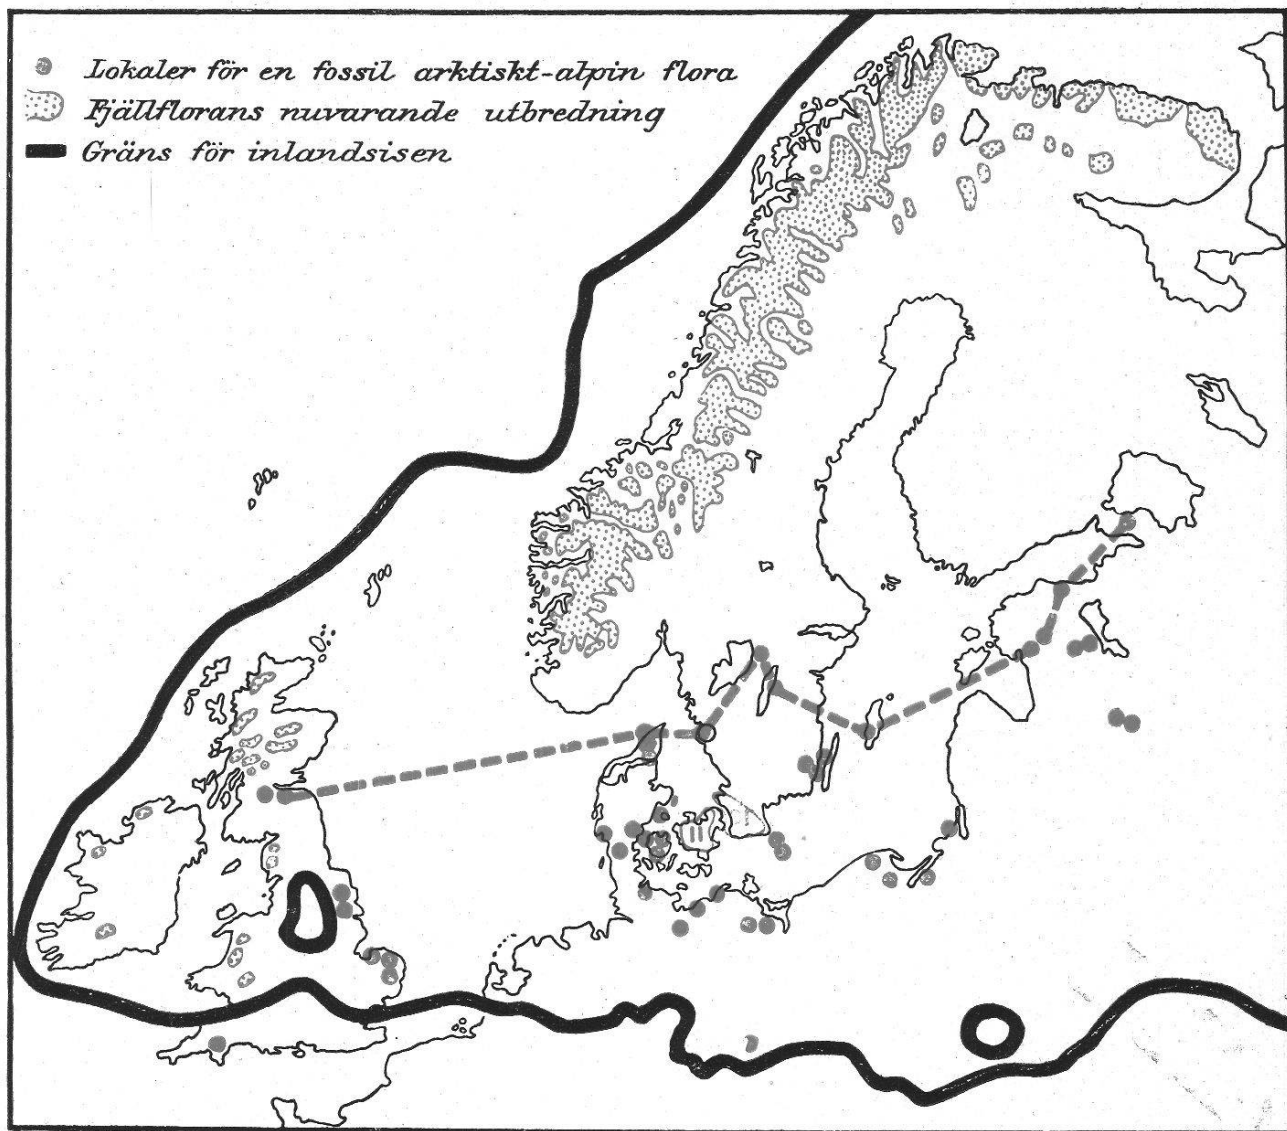 Lokaler för en fossil arktiskt-alpin flora
Fjällflorans nuvarande utbredning
Gräns för inlandsisen